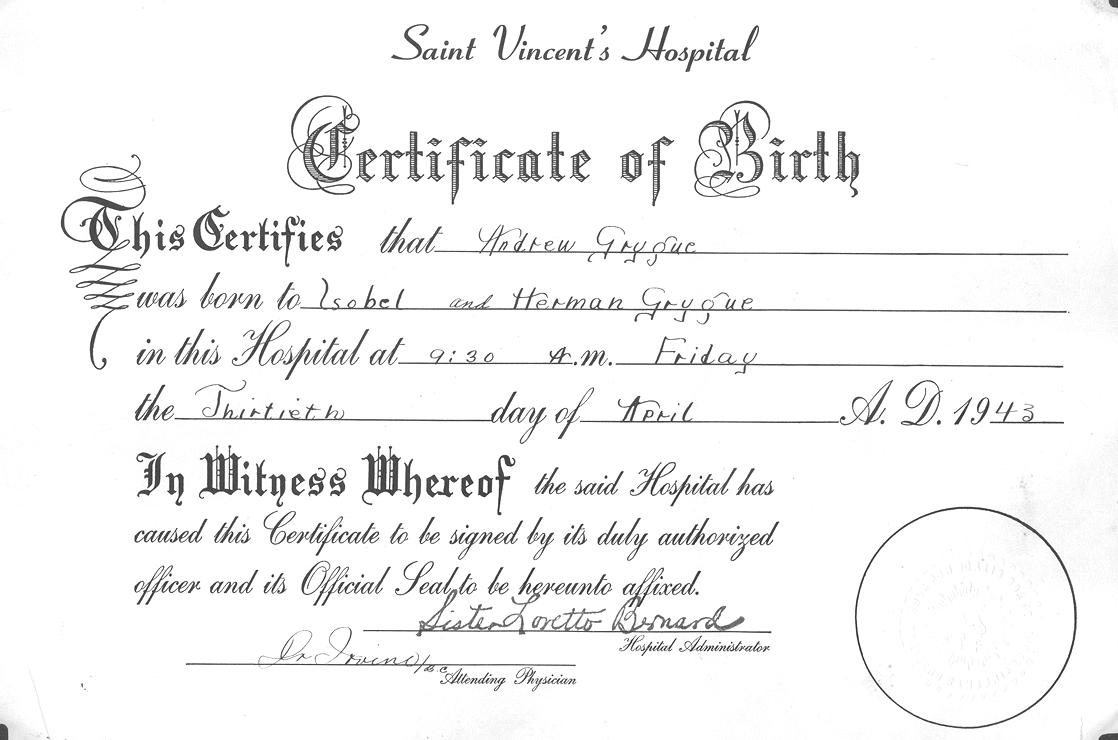 Saint Vincent's Hospital
Certificate of Birth
This Certifies that Andrew Grygue
was born to Isobel and Herman Grygue
in this Hospital at 9:30 A.m. Friday
the Thirtieth day of April A. D. 1943
In Witness Whereof the said Hospital has
caused this Certificate to be signed by its duly authorized
officer and its Official Seal to be hereunto affixed.
Sister Loretto Bernard
Hospital Administrator
Dr Irving
Attending Physician